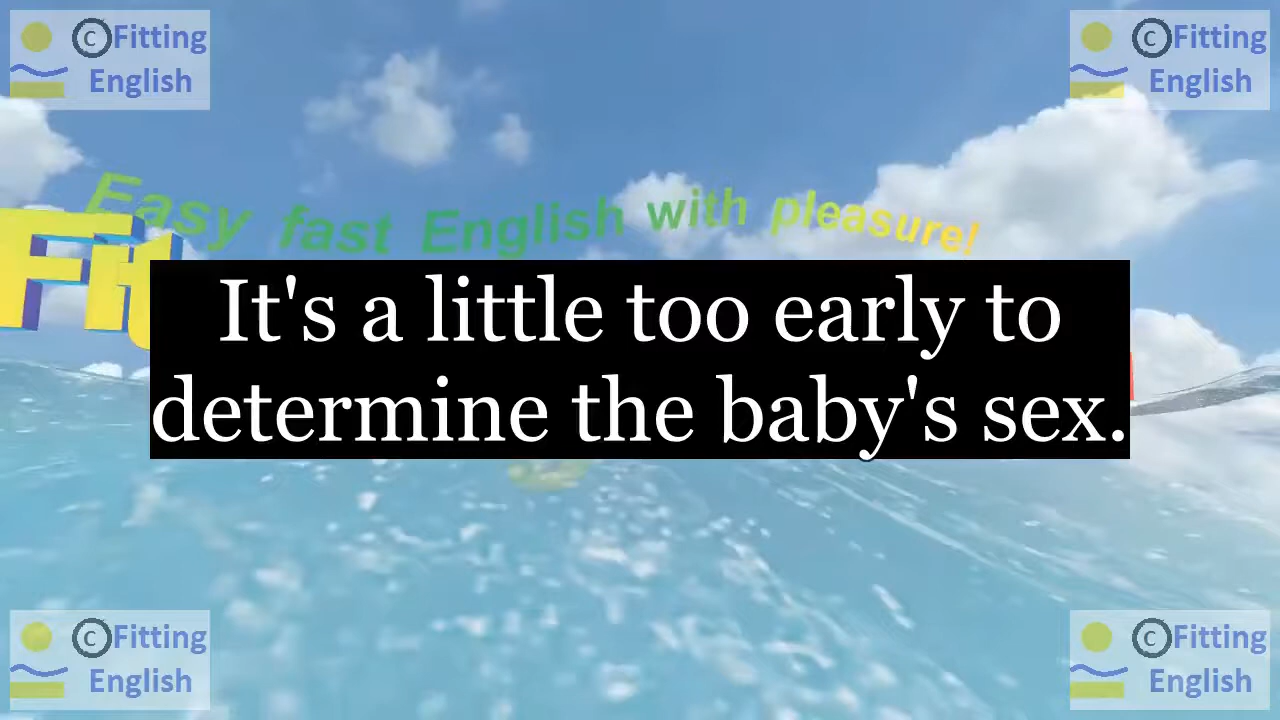 ©Fitting
English
©Fitting
English
Easy fast English with pleasure!
Fit
It's a little too early to
determine the baby's sex.
©Fitting
English
©Fitting
English